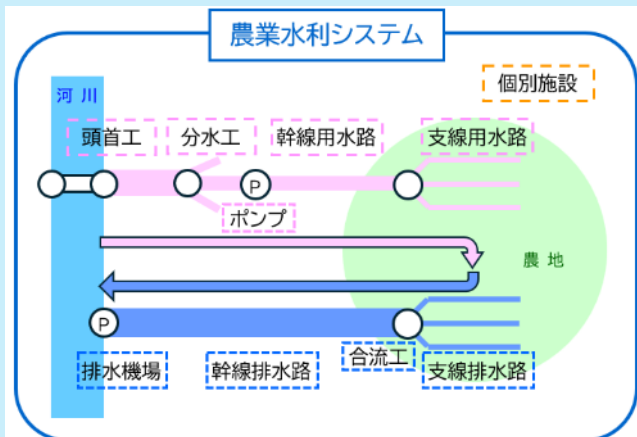 農業水利システム
個別施設
河川
頭首工
分水工
幹線用水路
支線用水路
P
ポンプ
農地
P
合流工
排水機場
幹線排水路
支線排水路